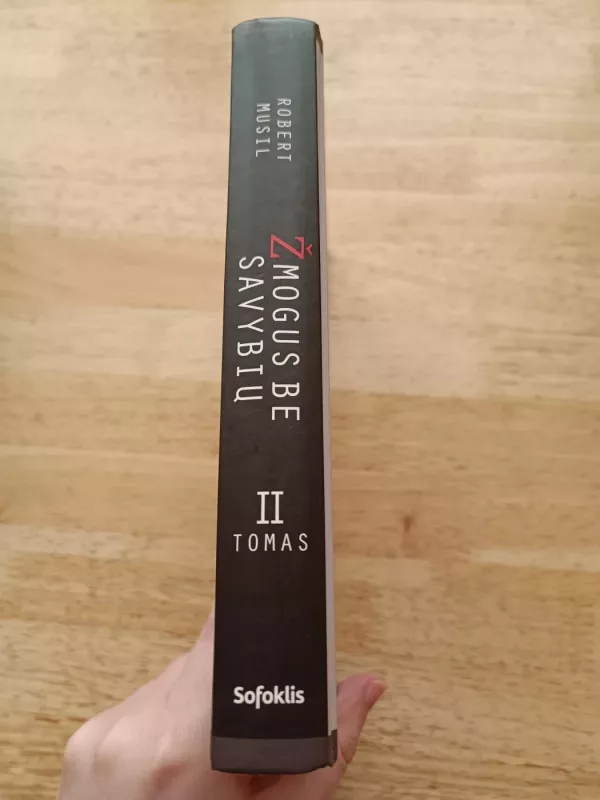 ROBERT
MUSIL
ŽMOGUS BE
SAVYBIŲ
II
TOMAS
Sofoklis